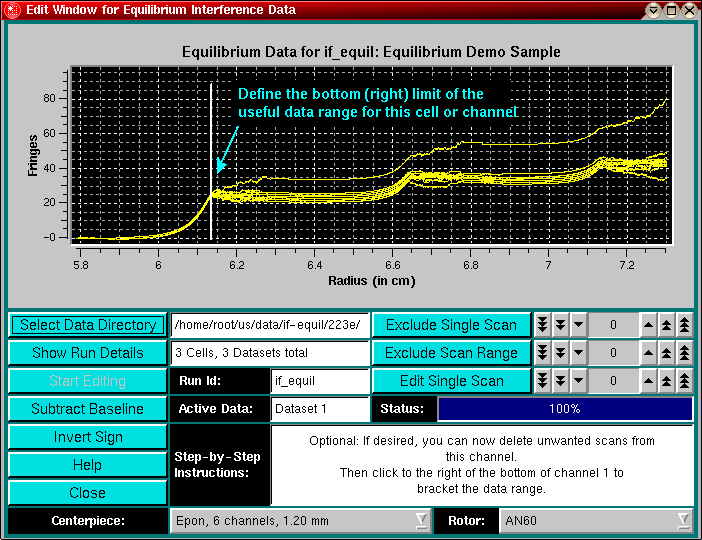 Edit Window for Equilibrium Interference Data
Equilibrium Data for if_equil: Equilibrium Demo Sample
Define the bottom (right) limit of the
useful data range for this cell or channel
Fringes
80
60
40
20
-0
5.8
6
6.2
6.4
6.6
6.8
7
7.2
Radius (in cm)
Select Data Directory
/home/root/us/data/if-equil/223e/
Exclude Single Scan
0
Show Run Details
3 Cells, 3 Datasets total
Exclude Scan Range
0
Start Editing
Run Id:
if_equil
Edit Single Scan
0
Subtract Baseline
Active Data:
Dataset 1
Status:
100%
Invert Sign
Help
Close
Step-by-Step
Instructions:
Optional: If desired, you can now delete unwanted scans from
this channel.
Then click to the right of the bottom of channel 1 to
bracket the data range.
Centerpiece:
Epon, 6 channels, 1.20 mm
Rotor:
AN60